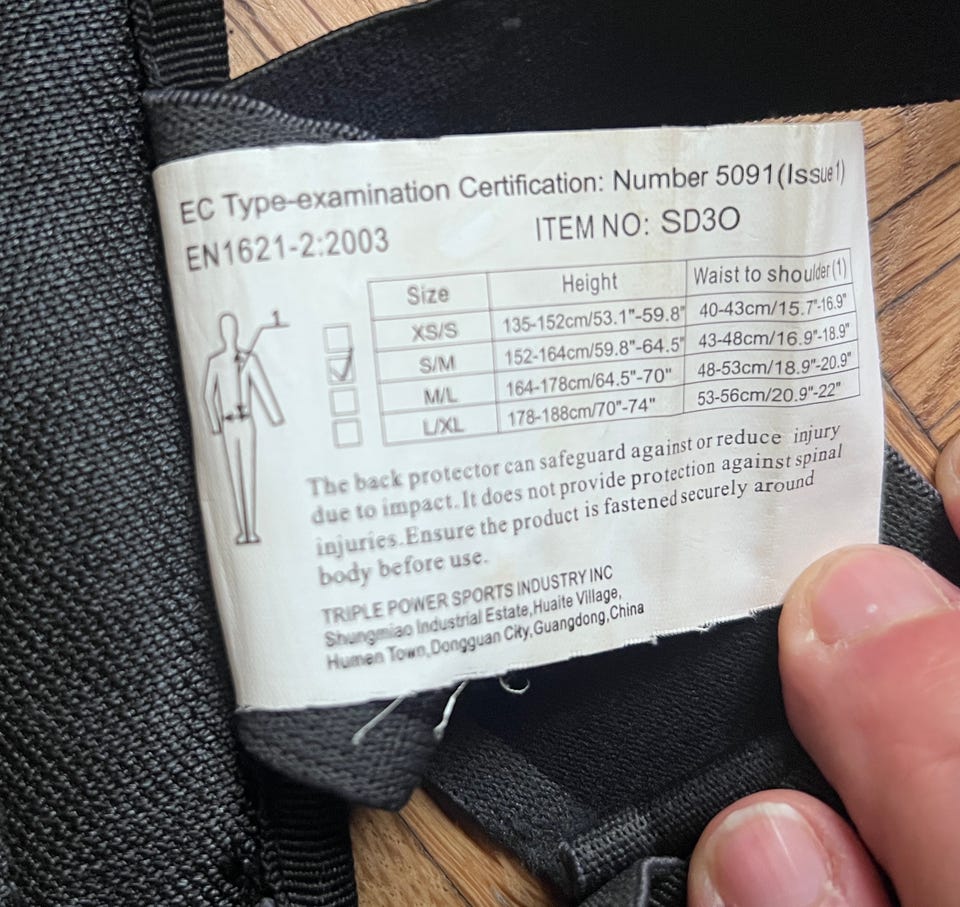 EC Type-examination Certification: Number 5091(Issue1)
EN1621-2:2003 ITEM NO: SD3O
1
Size Height Waist to shoulder(1)
XS/S 135-152cm/53.1"-59.8" 40-43cm/15.7"-16.9"
S/M 152-164cm/59.8"-64.5" 43-48cm/16.9"-18.9"
M/L 164-178cm/64.5"-70" 48-53cm/18.9"-20.9"
L/XL 178-188cm/70"-74" 53-56cm/20.9"-22"
The back protector can safeguard against or reduce injury
due to impact.It does not provide protection against spinal
injuries.Ensure the product is fastened securely around
body before use.
TRIPLE POWER SPORTS INDUSTRY INC
Shungmiao Industrial Estate,Huaite Village,
Humen Town,Dongguan City,Guangdong,China